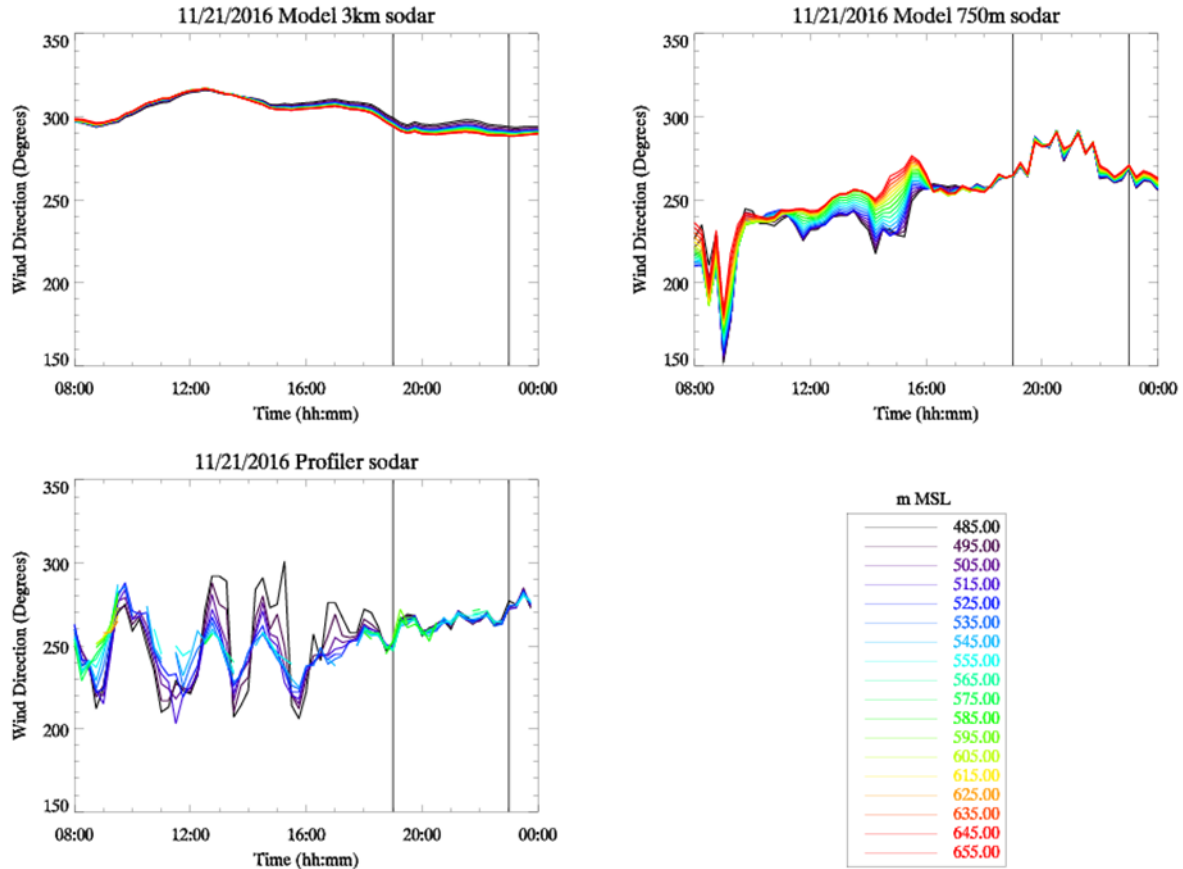 11/21/2016 Model 3km sodar
350
300
250
200
150
Wind Direction (Degrees)
08:00 12:00 16:00 20:00 00:00
Time (hh:mm)
11/21/2016 Model 750m sodar
350
300
250
200
150
Wind Direction (Degrees)
08:00 12:00 16:00 20:00 00:00
Time (hh:mm)
11/21/2016 Profiler sodar
350
300
250
200
150
Wind Direction (Degrees)
08:00 12:00 16:00 20:00 00:00
Time (hh:mm)
m MSL
485.00
495.00
505.00
515.00
525.00
535.00
545.00
555.00
565.00
575.00
585.00
595.00
605.00
615.00
625.00
635.00
645.00
655.00